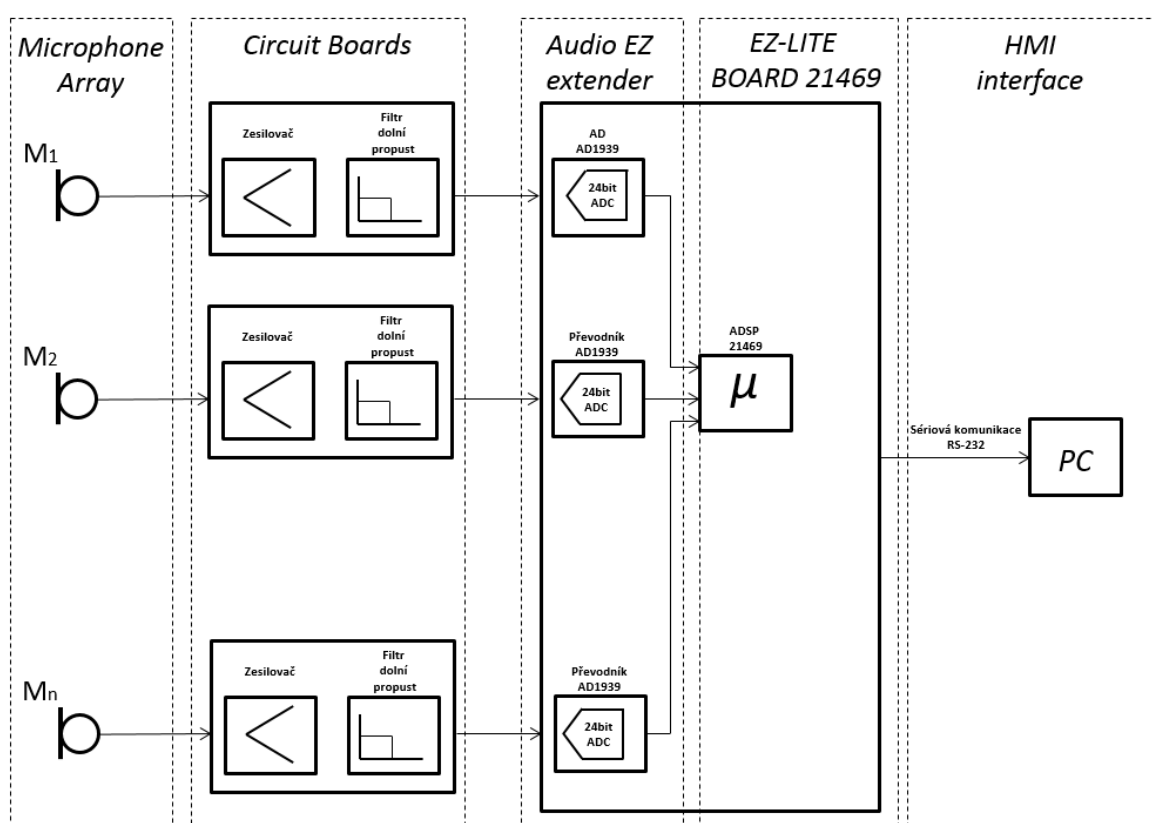 Microphone
Array
Circuit Boards
Audio EZ
extender
EZ-LITE
BOARD 21469
HMI
interface
M1
Zesilovač
Filtr
dolní
propust
AD
AD1939
24bit
ADC
M2
Zesilovač
Filtr
dolní
propust
Převodník
AD1939
24bit
ADC
ADSP
21469
µ
Sériová komunikace
RS-232
PC
Mn
Zesilovač
Filtr
dolní
propust
Převodník
AD1939
24bit
ADC